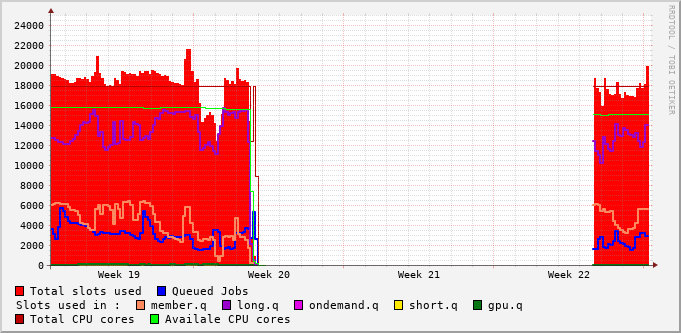 24000
22000
20000
18000
16000
14000
12000
10000
8000
6000
4000
2000
0
Week 19 Week 20 Week 21 Week 22
Total slots used Queued Jobs
Slots used in : member.q long.q ondemand.q short.q gpu.q
Total CPU cores Availale CPU cores
RRDTOOL / TOBI OETIKER